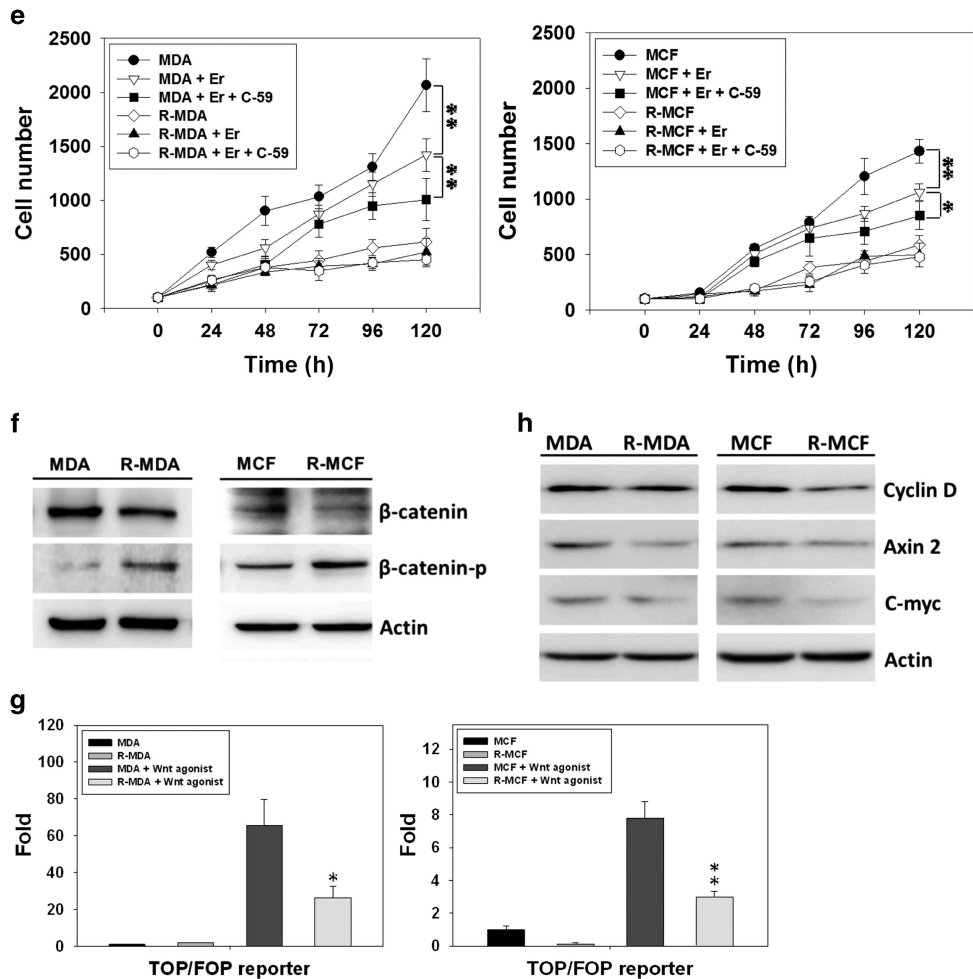 e
2500
2000
1500
1000
500
0
Cell number
MDA
MDA + Er
MDA + Er + C-59
R-MDA
R-MDA + Er
R-MDA + Er + C-59
**
**
0 24 48 72 96 120
Time (h)
2500
2000
1500
1000
500
0
Cell number
MCF
MCF + Er
MCF + Er + C-59
R-MCF
R-MCF + Er
R-MCF + Er + C-59
**
*
0 24 48 72 96 120
Time (h)
f
MDA R-MDA MCF R-MCF
β-catenin
β-catenin-p
Actin
h
MDA R-MDA MCF R-MCF
Cyclin D
Axin 2
C-myc
Actin
g
120
100
80
60
40
20
0
Fold
MDA
R-MDA
MDA + Wnt agonist
R-MDA + Wnt agonist
*
TOP/FOP reporter
12
10
8
6
4
2
0
Fold
MCF
R-MCF
MCF + Wnt agonist
R-MCF + Wnt agonist
**
TOP/FOP reporter